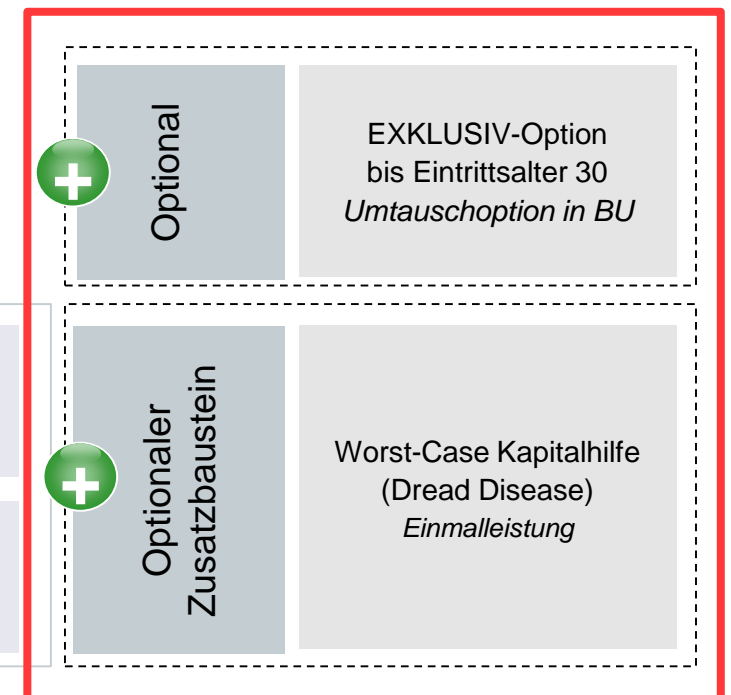 Optional
EXKLUSIV-Option
bis Eintrittsalter 30
Umtauschoption in BU
Optionaler
Zusatzbaustein
Worst-Case Kapitalhilfe
(Dread Disease)
Einmalleistung